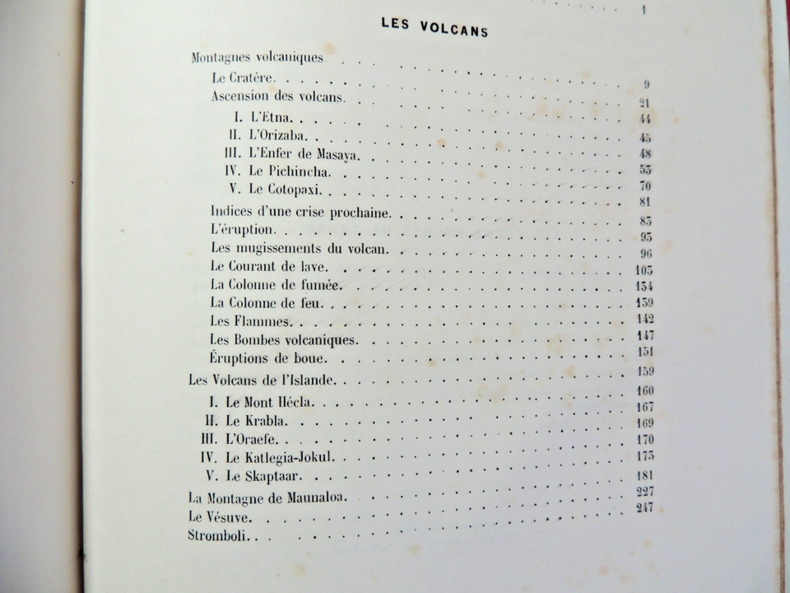 1
LES VOLCANS
Montagnes volcaniques . . . 9
Le Cratère. . . . 21
Ascension des volcans. . . . 44
I. L'Etna. . . . 45
II. L'Orizaba. . . . 48
III. L'Enfer de Masaya. . . . 53
IV. Le Pichincha. . . . 70
V. Le Cotopaxi. . . . 81
Indices d'une crise prochaine. . . . 83
L'éruption. . . . 93
Les mugissements du volcan. . . . 96
Le Courant de lave. . . . 103
La Colonne de fumée. . . . 134
La Colonne de feu. . . . 139
Les Flammes. . . . 142
Les Bombes volcaniques. . . . 147
Éruptions de boue. . . . 151
Les Volcans de l'Islande. . . . 159
I. Le Mont Hécla. . . . 160
II. Le Krabla. . . . 167
III. L'Oraefe. . . . 169
IV. Le Katlegia-Jokul. . . . 170
V. Le Skaptaar. . . . 173
La Montagne de Maunaloa. . . . 181
Le Vésuve. . . . 227
Stromboli. . . . 247